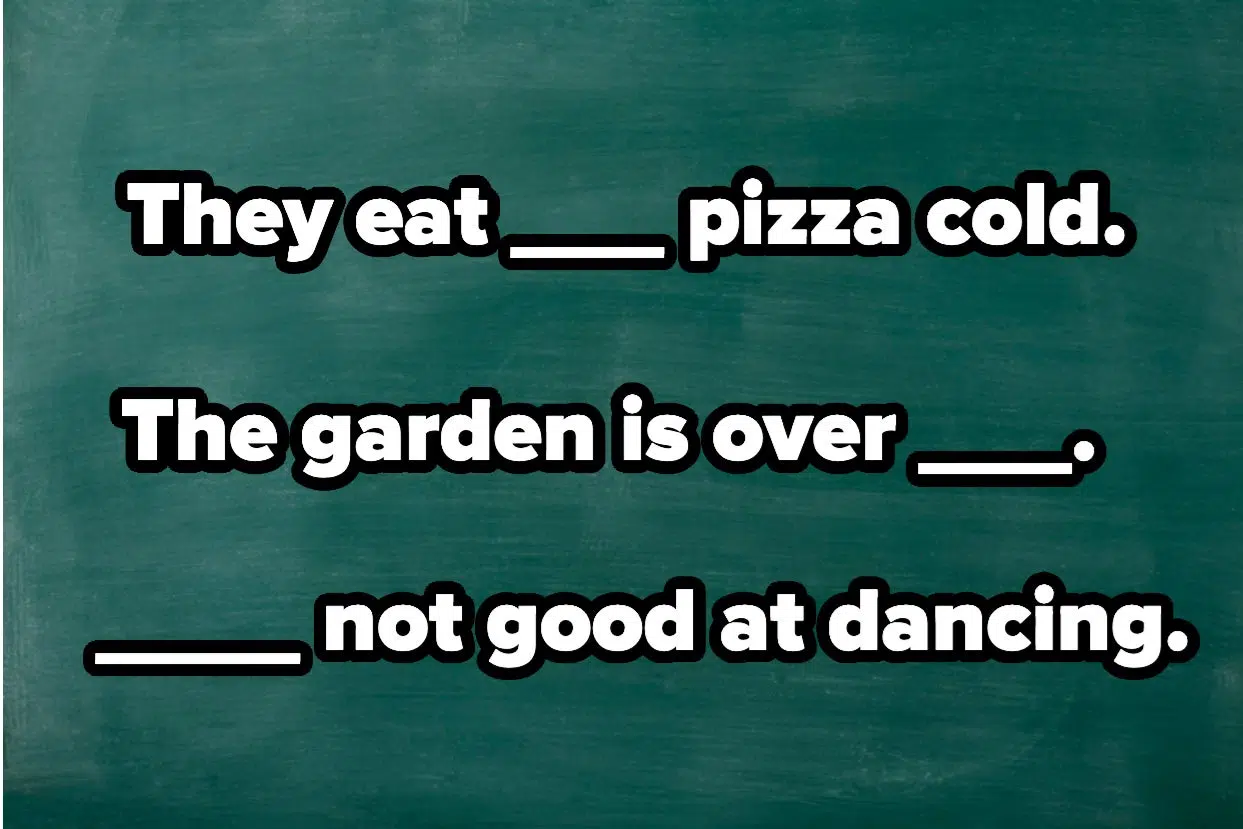 They eat ____ pizza cold.
The garden is over ____.
_____ not good at dancing.